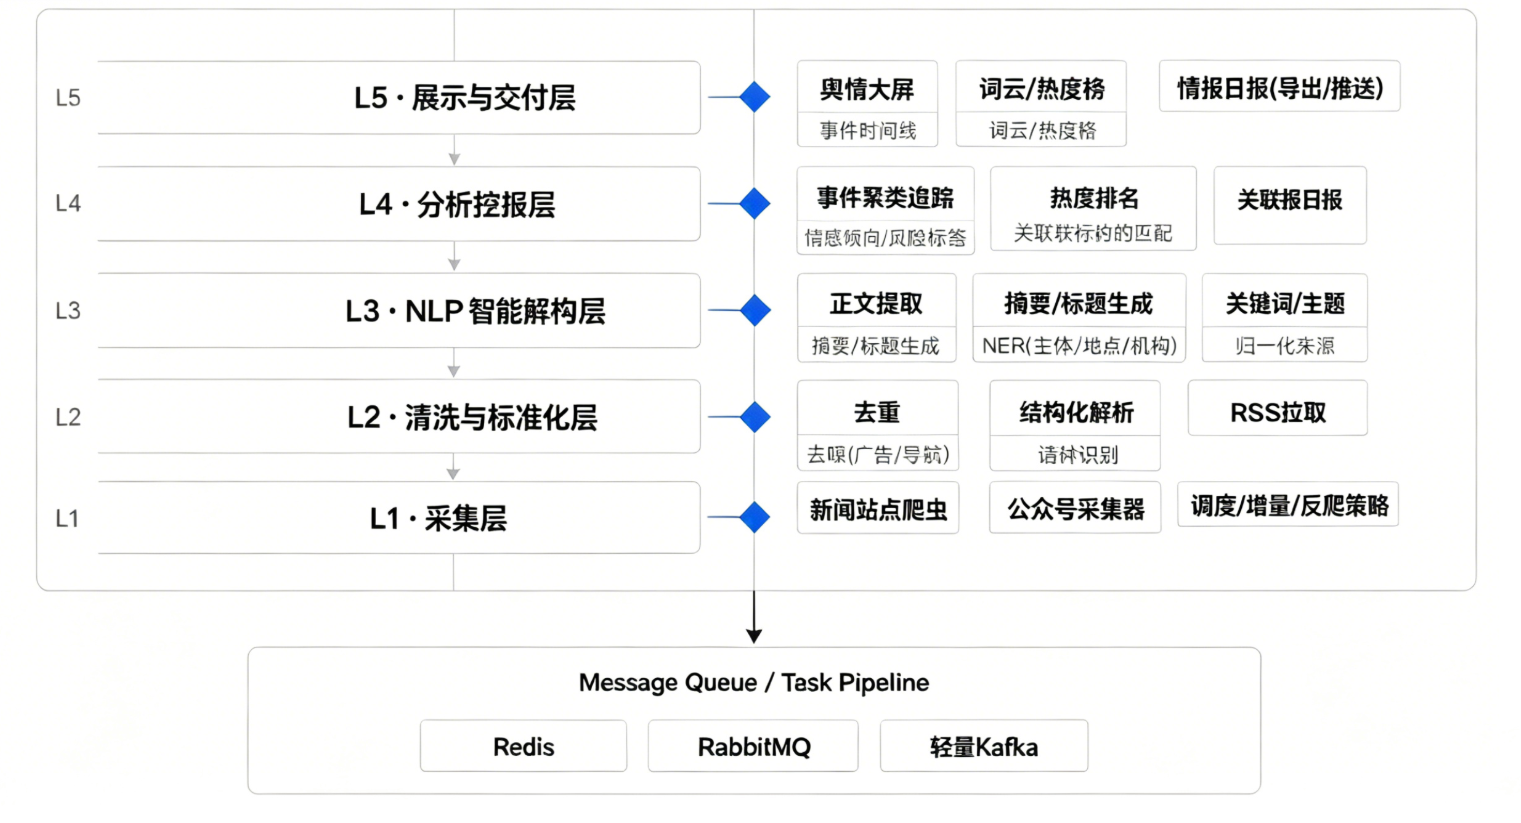 L5
L5 · 展示与交付层
舆情大屏
事件时间线
词云/热度榜
词云/热度格
情报日报(导出/推送)
L4
L4 · 分析挖报层
事件聚类追踪
情感倾向/风险标签
热度排名
关联联标的的匹配
关联报日报
L3
L3 · NLP 智能解构层
正文提取
摘要/标题生成
摘要/标题生成
NER(主体/地点/机构)
关键词/主题
归一化来源
L2
L2 · 清洗与标准化层
去重
去噪(广告/导航)
结构化解析
识别
RSS拉取
L1
L1 · 采集层
新闻站点爬虫
公众号采集器
调度/增量/反爬策略
Message Queue / Task Pipeline
Redis
RabbitMQ
轻量Kafka